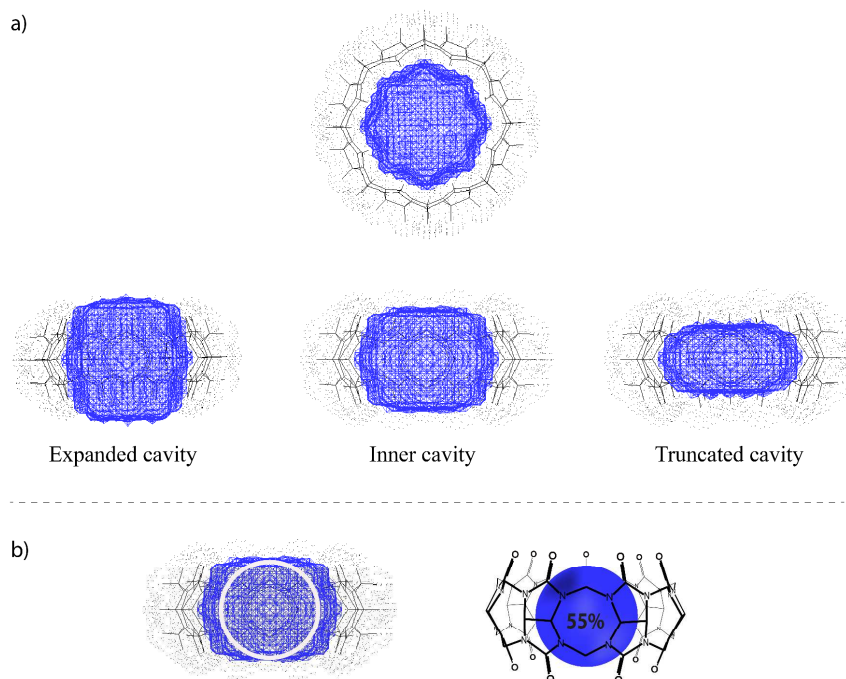 a)
Expanded cavity
Inner cavity
Truncated cavity
b)
O O O O O O O
N N N N
55%
N N N N
O O
O O O O